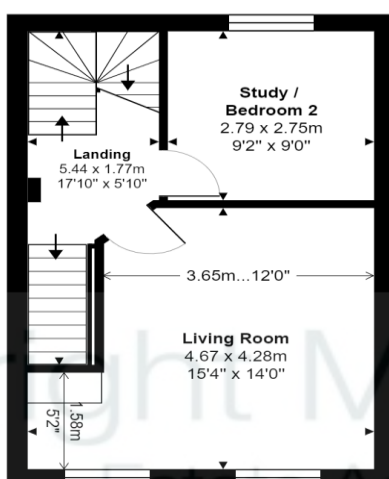 Study /
Bedroom 2
2.79 x 2.75m
9'2" x 9'0"
Landing
5.44 x 1.77m
17'10" x 5'10"
3.65m...12'0"
Living Room
4.67 x 4.28m
15'4" x 14'0"
1.58m
5'2"
right M